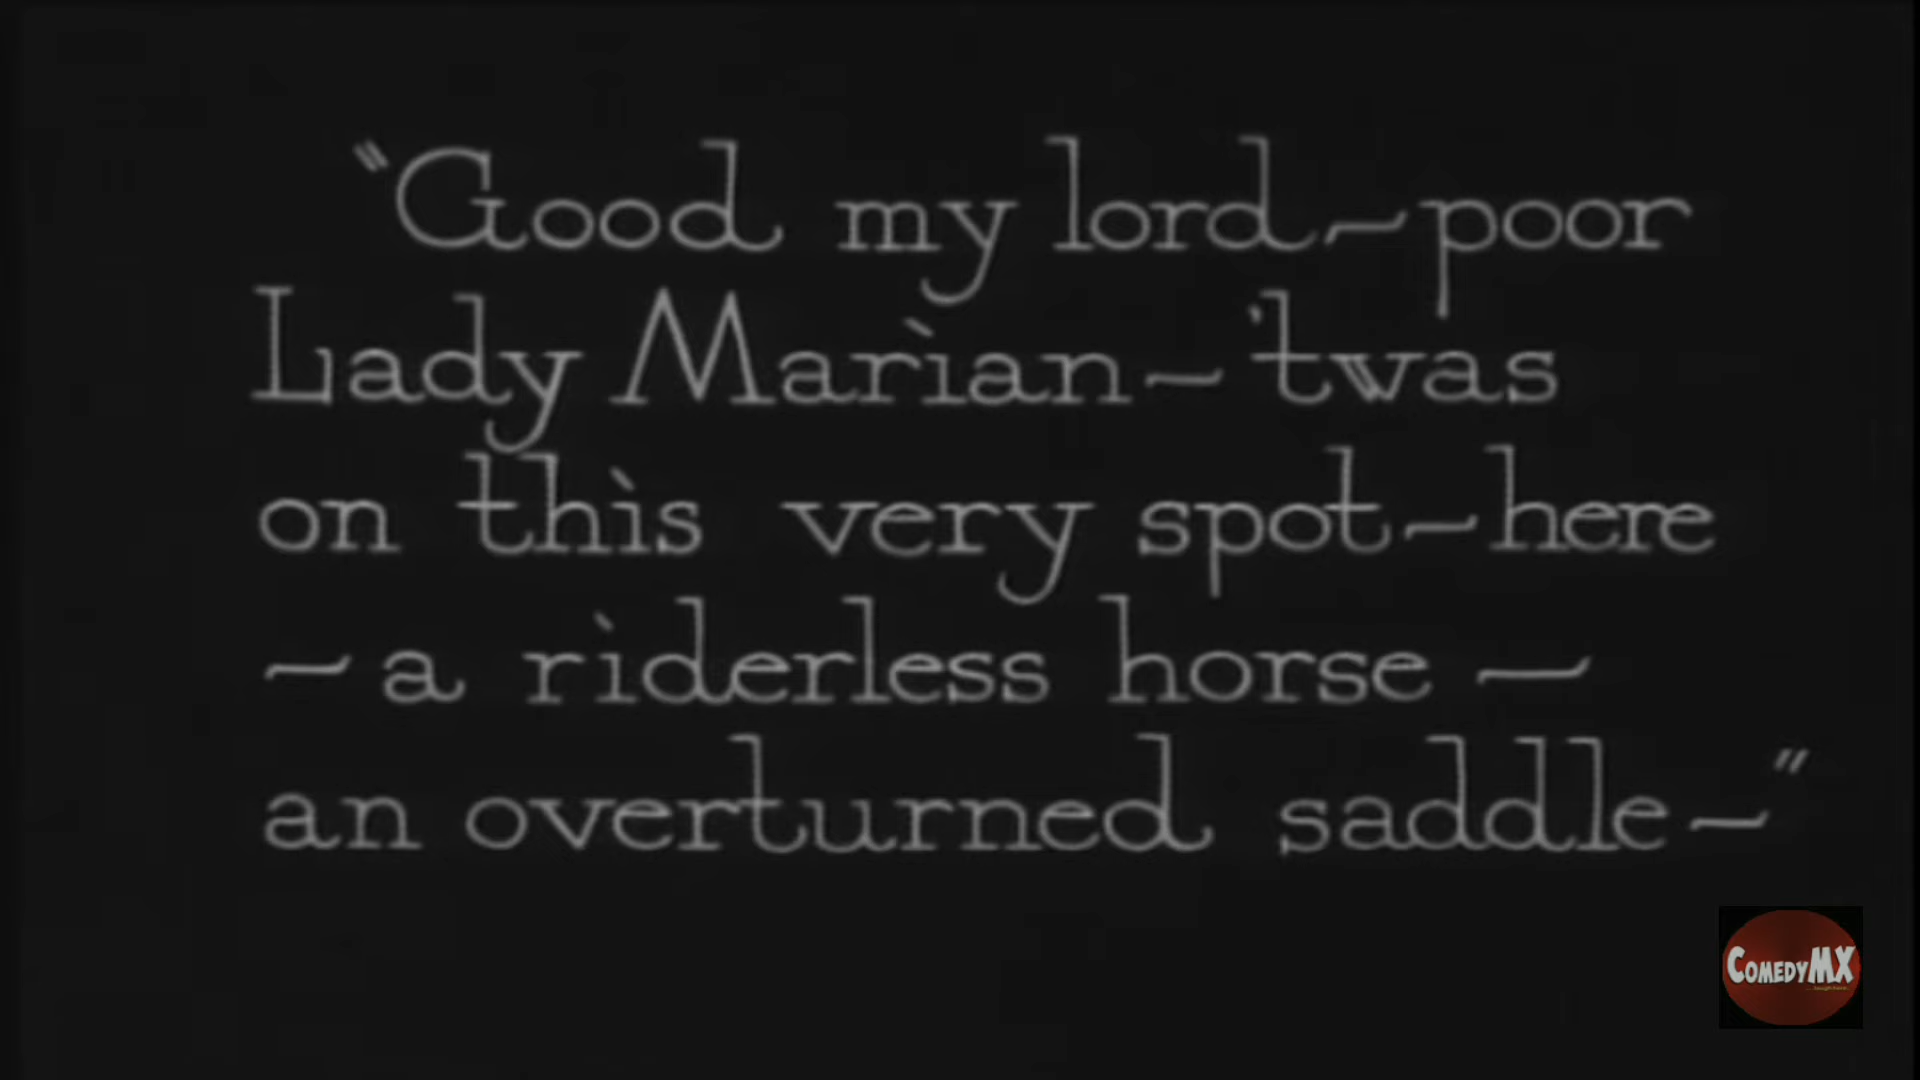 "Good my lord—poor
Lady Marian—'twas
on this very spot—here
—a riderless horse—
an overturned saddle—"
COMEDYMX